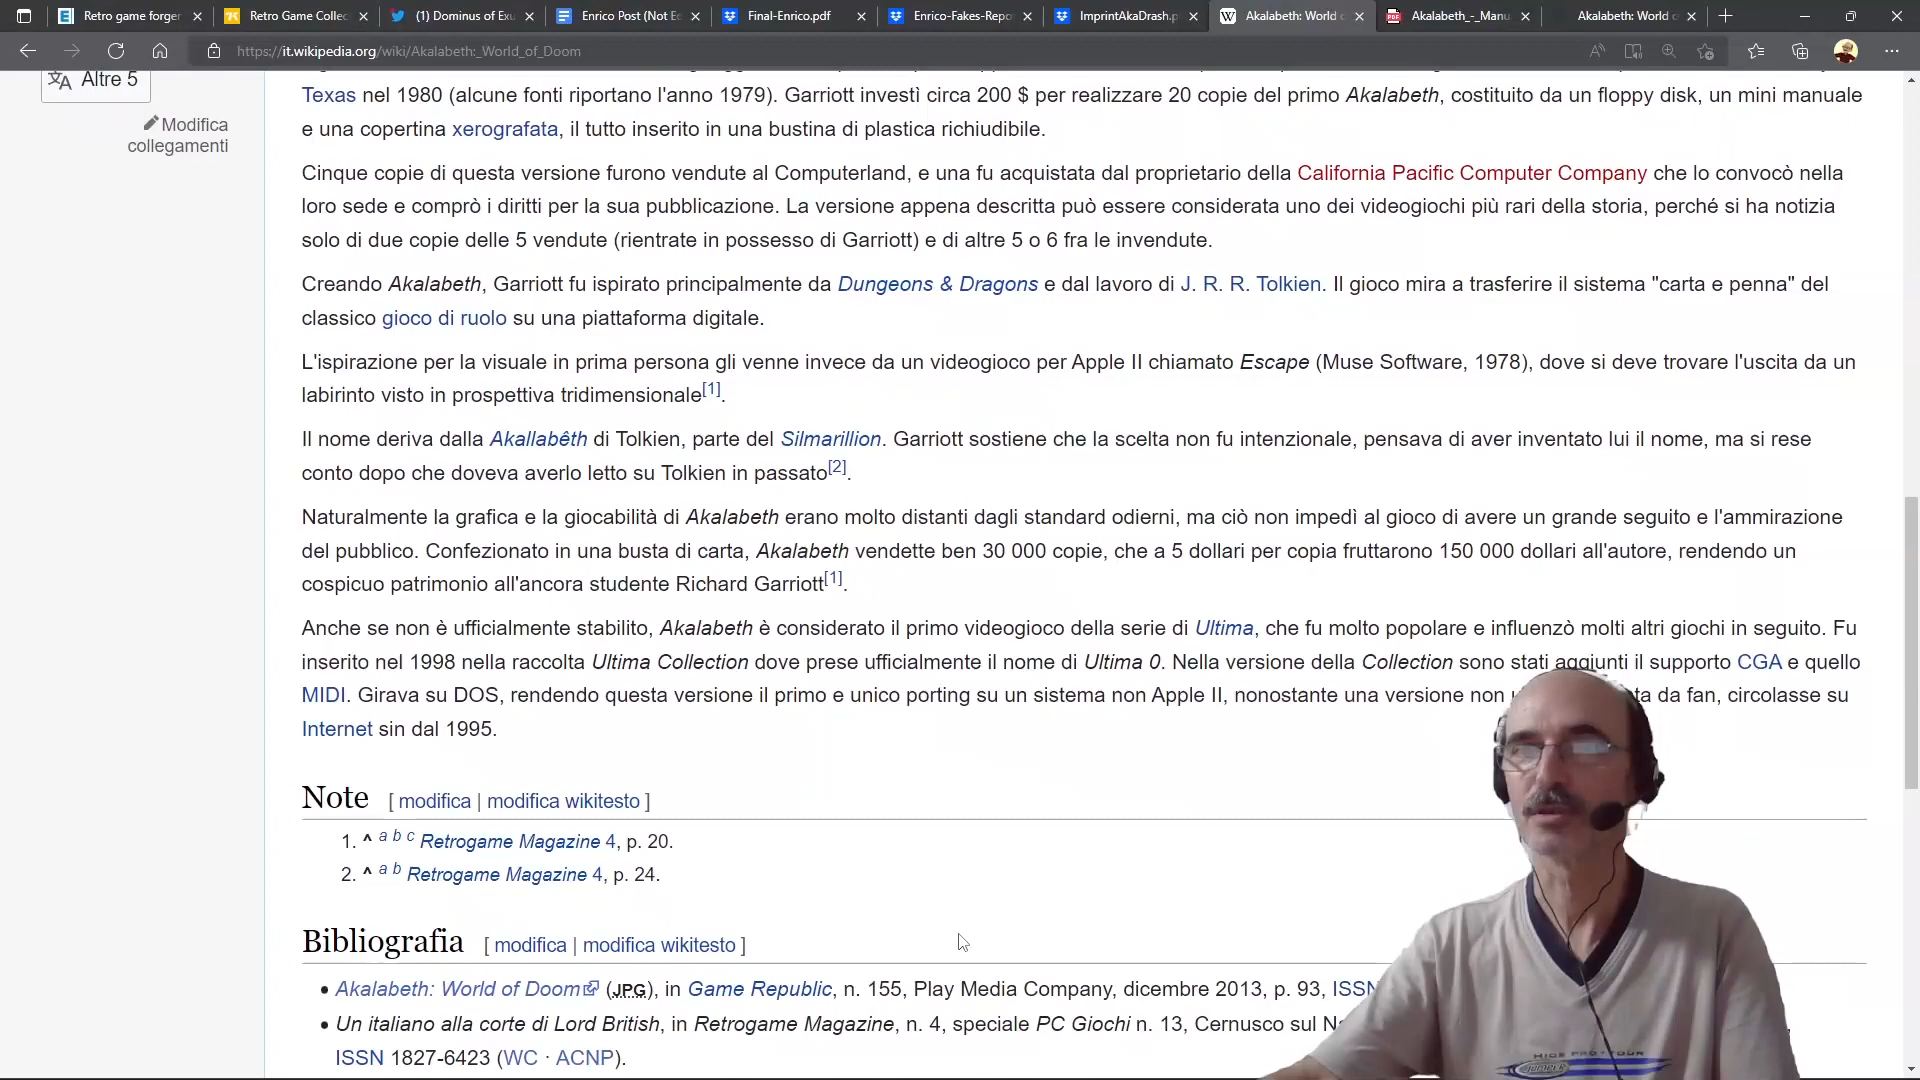 Retro game forger
Retro Game Collec
(1) Dominus of Exu
Enrico Post (Not Ed
Final-Enrico.pdf
Enrico-Fakes-Repo
ImprintAkaDrash.p
Akalabeth: World o
Akalabeth_-_Manu
Akalabeth: World o
https://it.wikipedia.org/wiki/Akalabeth:_World_of_Doom
Altre 5
Modifica
collegamenti
Texas nel 1980 (alcune fonti riportano l'anno 1979). Garriott investì circa 200 $ per realizzare 20 copie del primo Akalabeth, costituito da un floppy disk, un mini manuale
e una copertina xerografata, il tutto inserito in una bustina di plastica richiudibile.
Cinque copie di questa versione furono vendute al Computerland, e una fu acquistata dal proprietario della California Pacific Computer Company che lo convocò nella
loro sede e comprò i diritti per la sua pubblicazione. La versione appena descritta può essere considerata uno dei videogiochi più rari della storia, perché si ha notizia
solo di due copie delle 5 vendute (rientrate in possesso di Garriott) e di altre 5 o 6 fra le invendute.
Creando Akalabeth, Garriott fu ispirato principalmente da Dungeons & Dragons e dal lavoro di J. R. R. Tolkien. Il gioco mira a trasferire il sistema "carta e penna" del
classico gioco di ruolo su una piattaforma digitale.
L'ispirazione per la visuale in prima persona gli venne invece da un videogioco per Apple II chiamato Escape (Muse Software, 1978), dove si deve trovare l'uscita da un
labirinto visto in prospettiva tridimensionale[1].
Il nome deriva dalla Akallabêth di Tolkien, parte del Silmarillion. Garriott sostiene che la scelta non fu intenzionale, pensava di aver inventato lui il nome, ma si rese
conto dopo che doveva averlo letto su Tolkien in passato[2].
Naturalmente la grafica e la giocabilità di Akalabeth erano molto distanti dagli standard odierni, ma ciò non impedì al gioco di avere un grande seguito e l'ammirazione
del pubblico. Confezionato in una busta di carta, Akalabeth vendette ben 30 000 copie, che a 5 dollari per copia fruttarono 150 000 dollari all'autore, rendendo un
cospicuo patrimonio all'ancora studente Richard Garriott[1].
Anche se non è ufficialmente stabilito, Akalabeth è considerato il primo videogioco della serie di Ultima, che fu molto popolare e influenzò molti altri giochi in seguito. Fu
inserito nel 1998 nella raccolta Ultima Collection dove prese ufficialmente il nome di Ultima 0. Nella versione della Collection sono stati aggiunti il supporto CGA e quello
MIDI. Girava su DOS, rendendo questa versione il primo e unico porting su un sistema non Apple II, nonostante una versione non da fan, circolasse su
Internet sin dal 1995.
Note [ modifica | modifica wikitesto ]
1. ^ a b c Retrogame Magazine 4, p. 20.
2. ^ a b Retrogame Magazine 4, p. 24.
Bibliografia [ modifica | modifica wikitesto ]
• Akalabeth: World of Doom (JPG), in Game Republic, n. 155, Play Media Company, dicembre 2013, p. 93, ISSN
• Un italiano alla corte di Lord British, in Retrogame Magazine, n. 4, speciale PC Giochi n. 13, Cernusco sul Na
ISSN 1827-6423 (WC · ACNP).